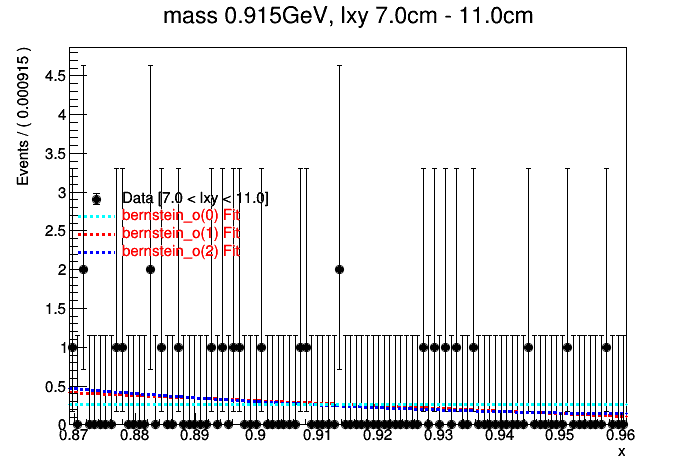 mass 0.915GeV, lxy 7.0cm - 11.0cm
Events / ( 0.000915 )
4.5
4
3.5
3
2.5
2
1.5
1
0.5
0
Data [7.0 < lxy < 11.0]
bernstein_o(0) Fit
bernstein_o(1) Fit
bernstein_o(2) Fit
0.87 0.88 0.89 0.9 0.91 0.92 0.93 0.94 0.95 0.96
x